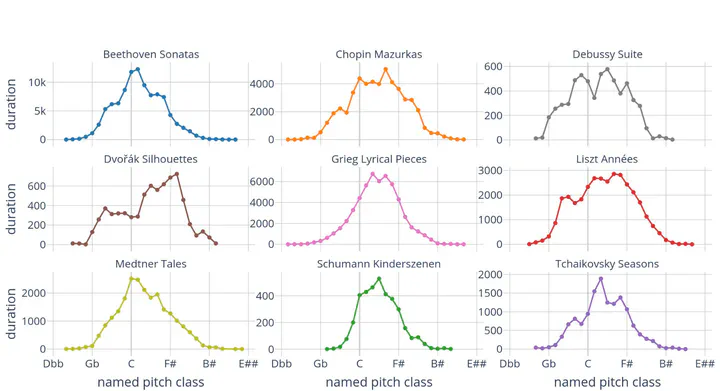 Beethoven Sonatas
Chopin Mazurkas
Debussy Suite
duration
10k
5k
0
4000
2000
0
600
400
200
0
Dvořák Silhouettes
Grieg Lyrical Pieces
Liszt Années
duration
600
400
200
0
6000
4000
2000
0
3000
2000
1000
0
Medtner Tales
Schumann Kinderszenen
Tchaikovsky Seasons
duration
2000
1000
0
400
200
0
2000
1500
1000
500
0
Dbb Gb C F# B# E##
Dbb Gb C F# B# E##
Dbb Gb C F# B# E##
named pitch class
named pitch class
named pitch class